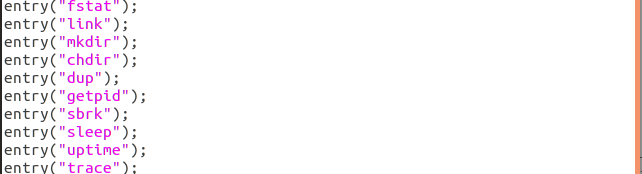 entry("fstat");
entry("link");
entry("mkdir");
entry("chdir");
entry("dup");
entry("getpid");
entry("sbrk");
entry("sleep");
entry("uptime");
entry("trace");